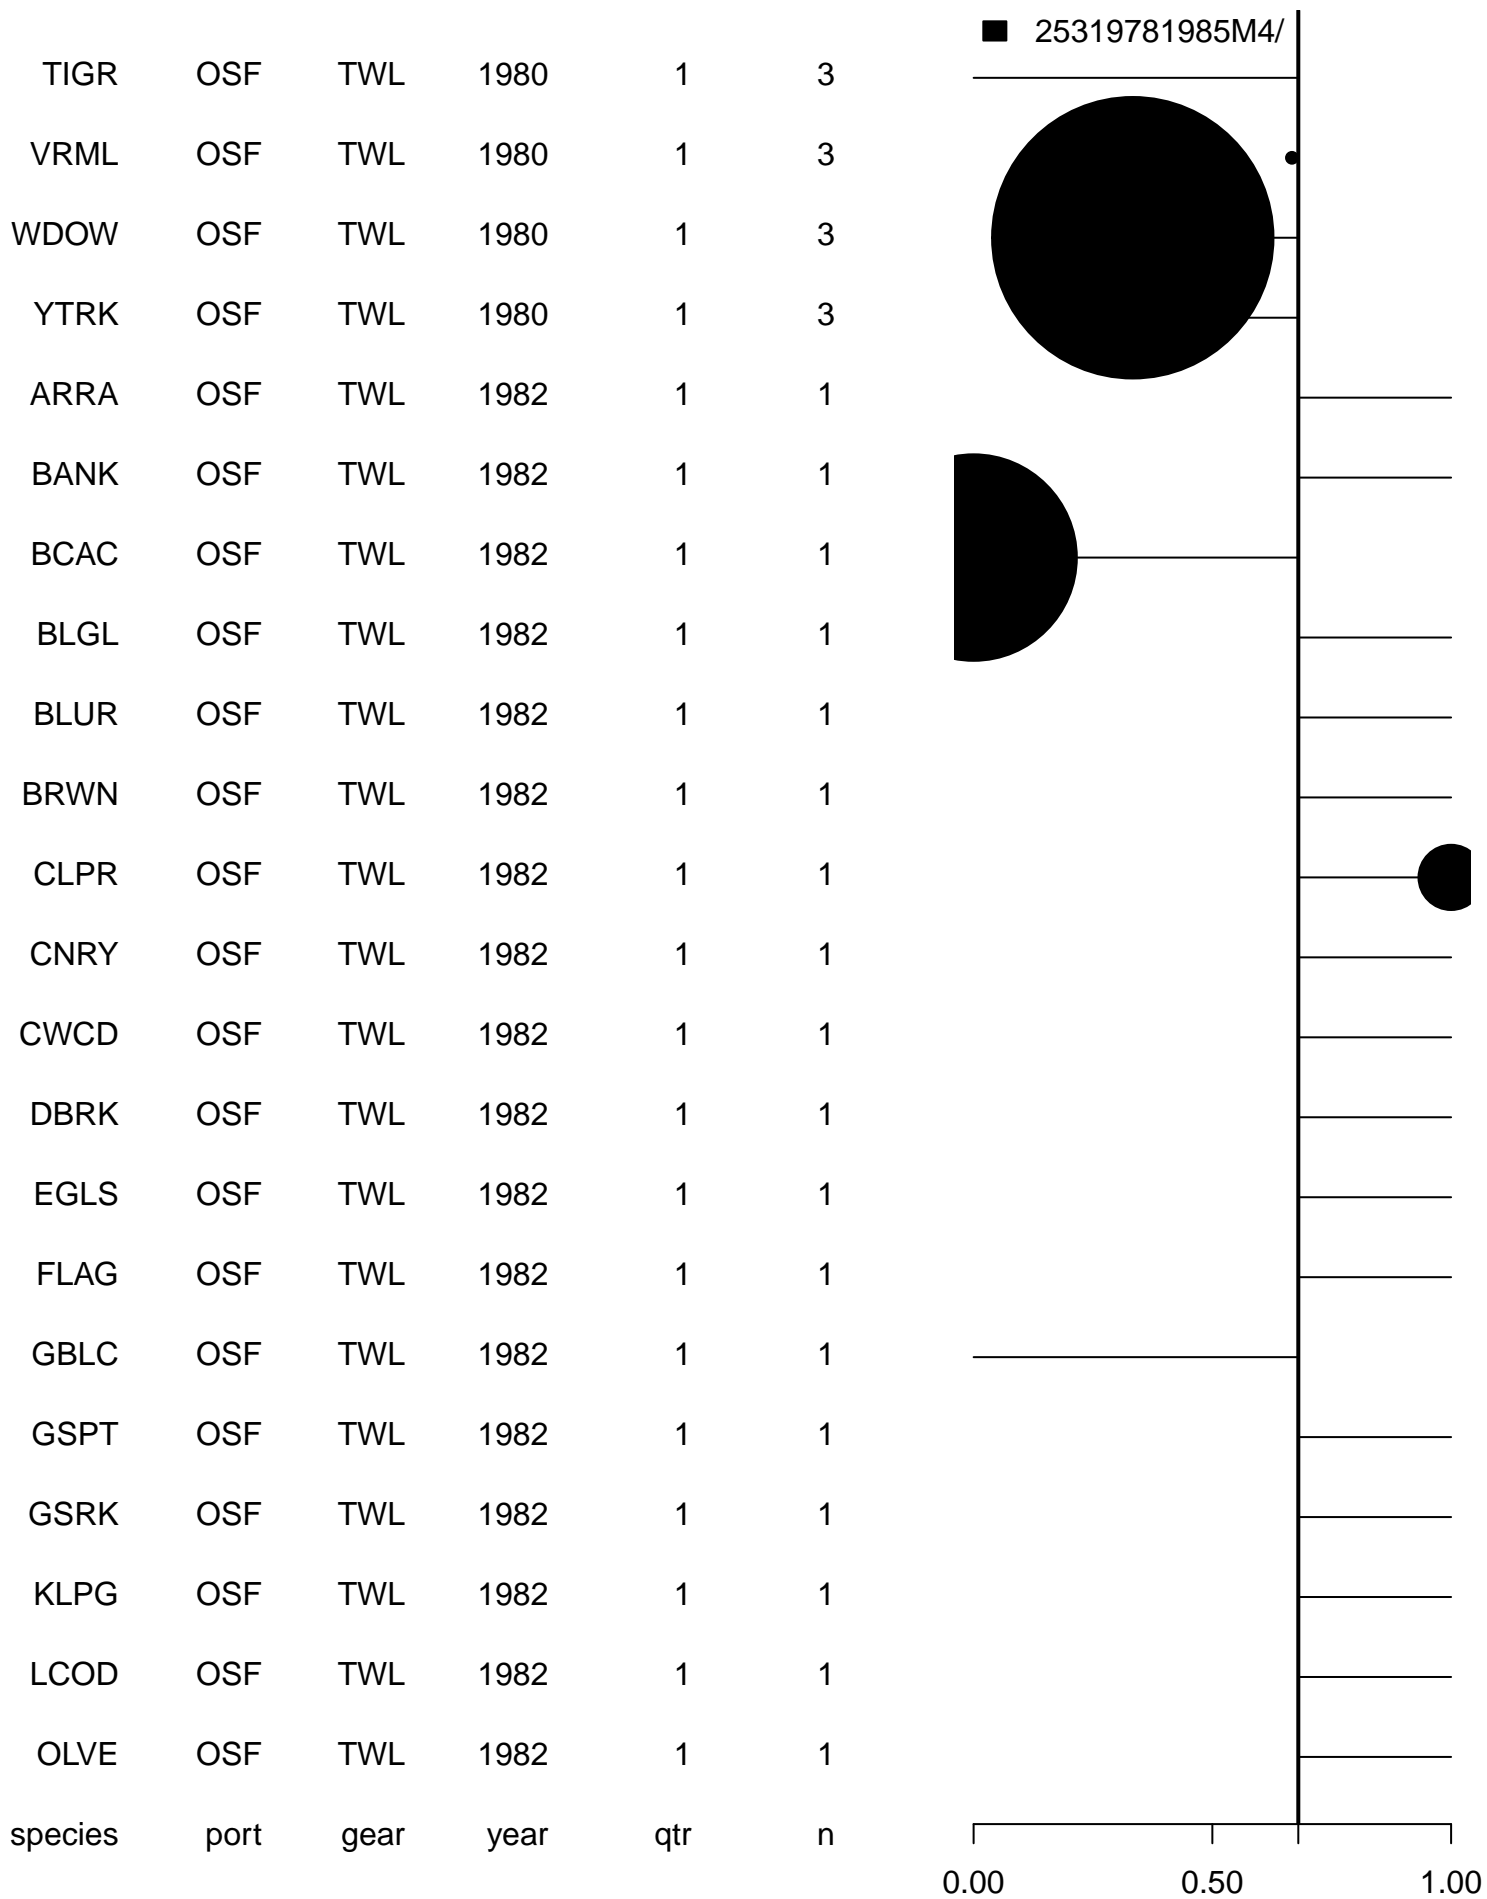 25319781985M4/
TIGR OSF TWL 1980 1 3
VRML OSF TWL 1980 1 3
WDOW OSF TWL 1980 1 3
YTRK OSF TWL 1980 1 3
ARRA OSF TWL 1982 1 1
BANK OSF TWL 1982 1 1
BCAC OSF TWL 1982 1 1
BLGL OSF TWL 1982 1 1
BLUR OSF TWL 1982 1 1
BRWN OSF TWL 1982 1 1
CLPR OSF TWL 1982 1 1
CNRY OSF TWL 1982 1 1
CWCD OSF TWL 1982 1 1
DBRK OSF TWL 1982 1 1
EGLS OSF TWL 1982 1 1
FLAG OSF TWL 1982 1 1
GBLC OSF TWL 1982 1 1
GSPT OSF TWL 1982 1 1
GSRK OSF TWL 1982 1 1
KLPG OSF TWL 1982 1 1
LCOD OSF TWL 1982 1 1
OLVE OSF TWL 1982 1 1
species port gear year qtr n
0.00 0.50 1.00